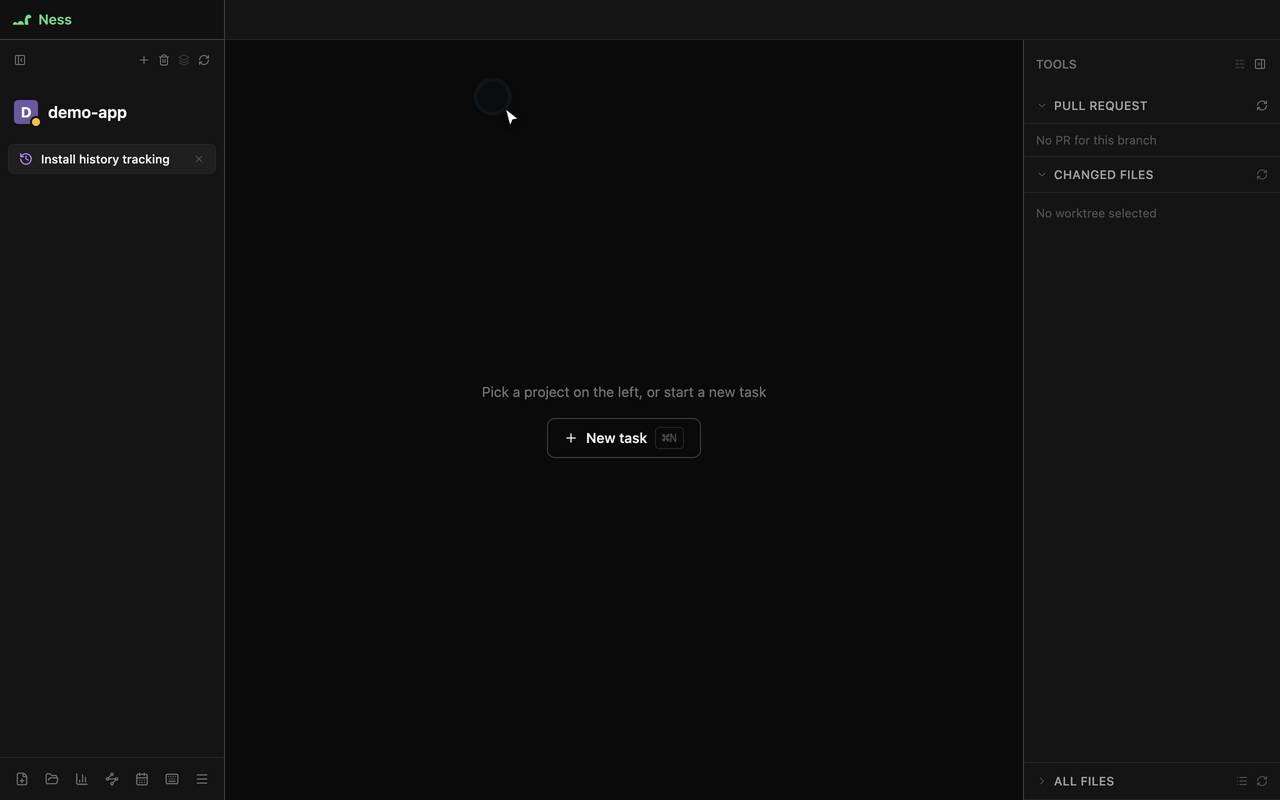 Ness
D
demo-app
Install history tracking
Pick a project on the left, or start a new task
New task ⌘N
TOOLS
PULL REQUEST
No PR for this branch
CHANGED FILES
No worktree selected
ALL FILES